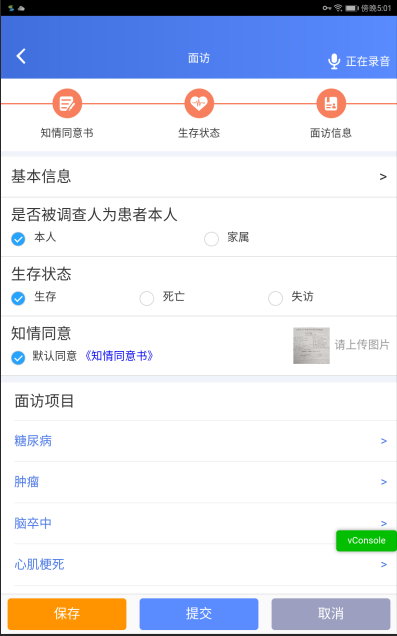 傍晚5:01
面访
正在录音
知情同意书
生存状态
面访信息
基本信息 >
是否被调查人为患者本人
本人 家属
生存状态
生存 死亡 失访
知情同意
默认同意 《知情同意书》
请上传图片
面访项目
糖尿病 >
肿瘤 >
脑卒中 >
vConsole
心肌梗死 >
保存 提交 取消